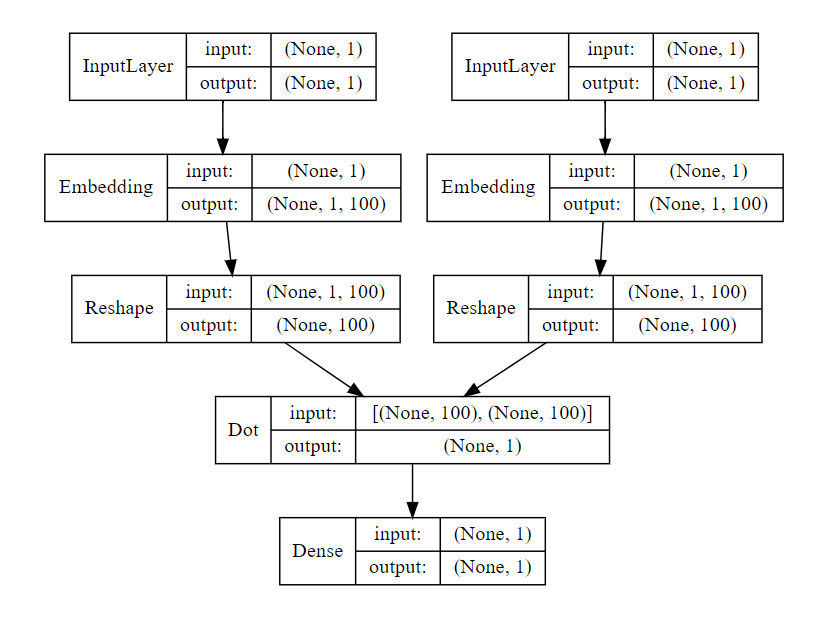 InputLayer input: (None, 1) output: (None, 1)
InputLayer input: (None, 1) output: (None, 1)
Embedding input: (None, 1) output: (None, 1, 100)
Embedding input: (None, 1) output: (None, 1, 100)
Reshape input: (None, 1, 100) output: (None, 100)
Reshape input: (None, 1, 100) output: (None, 100)
Dot input: [(None, 100), (None, 100)] output: (None, 1)
Dense input: (None, 1) output: (None, 1)